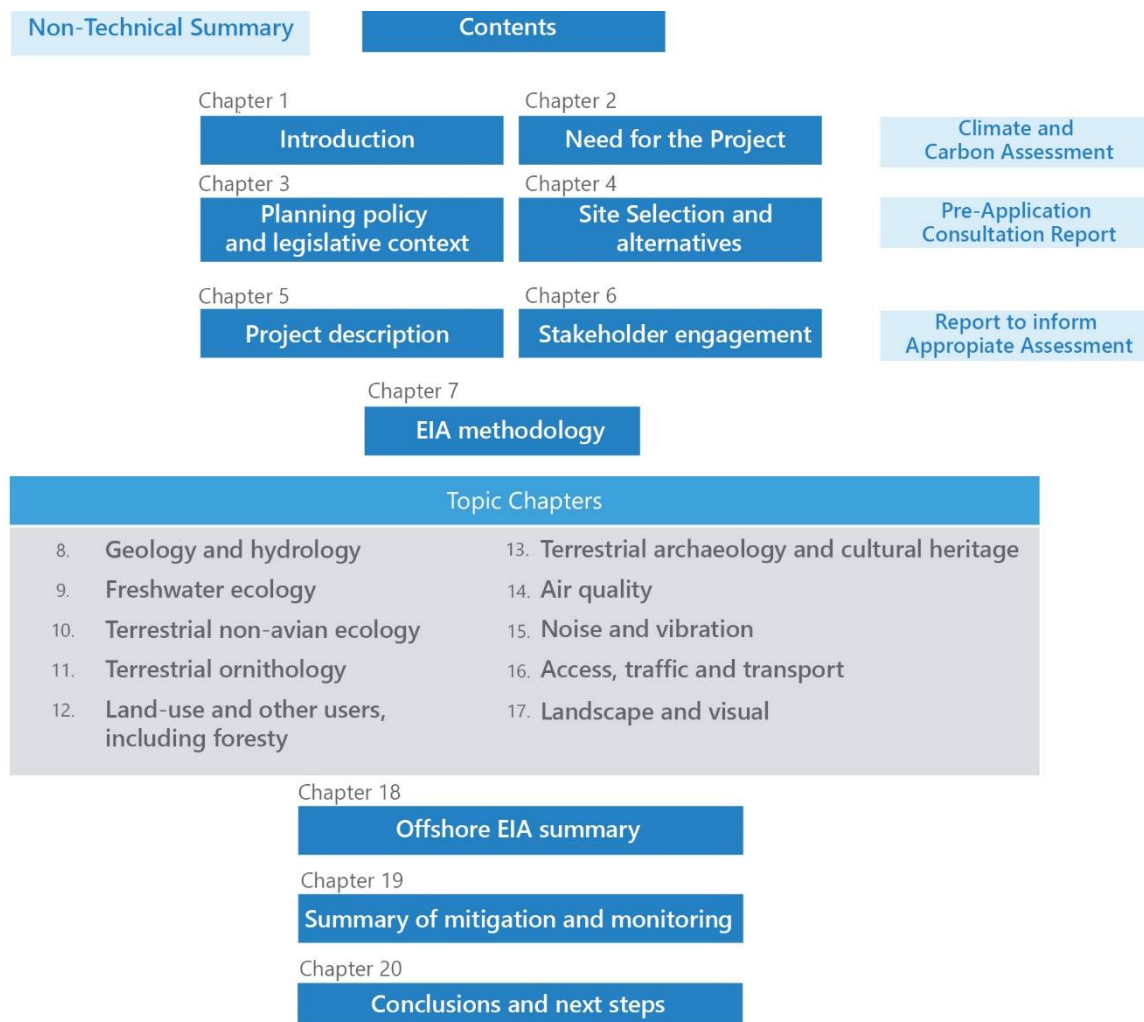 Non-Technical Summary
Contents
Chapter 1
Introduction
Chapter 2
Need for the Project
Climate and
Carbon Assessment
Chapter 3
Planning policy
and legislative context
Chapter 4
Site Selection and
alternatives
Pre-Application
Consultation Report
Chapter 5
Project description
Chapter 6
Stakeholder engagement
Report to inform
Appropiate Assessment
Chapter 7
EIA methodology
Topic Chapters
8. Geology and hydrology
9. Freshwater ecology
10. Terrestrial non-avian ecology
11. Terrestrial ornithology
12. Land-use and other users,
including foresty
13. Terrestrial archaeology and cultural heritage
14. Air quality
15. Noise and vibration
16. Access, traffic and transport
17. Landscape and visual
Chapter 18
Offshore EIA summary
Chapter 19
Summary of mitigation and monitoring
Chapter 20
Conclusions and next steps